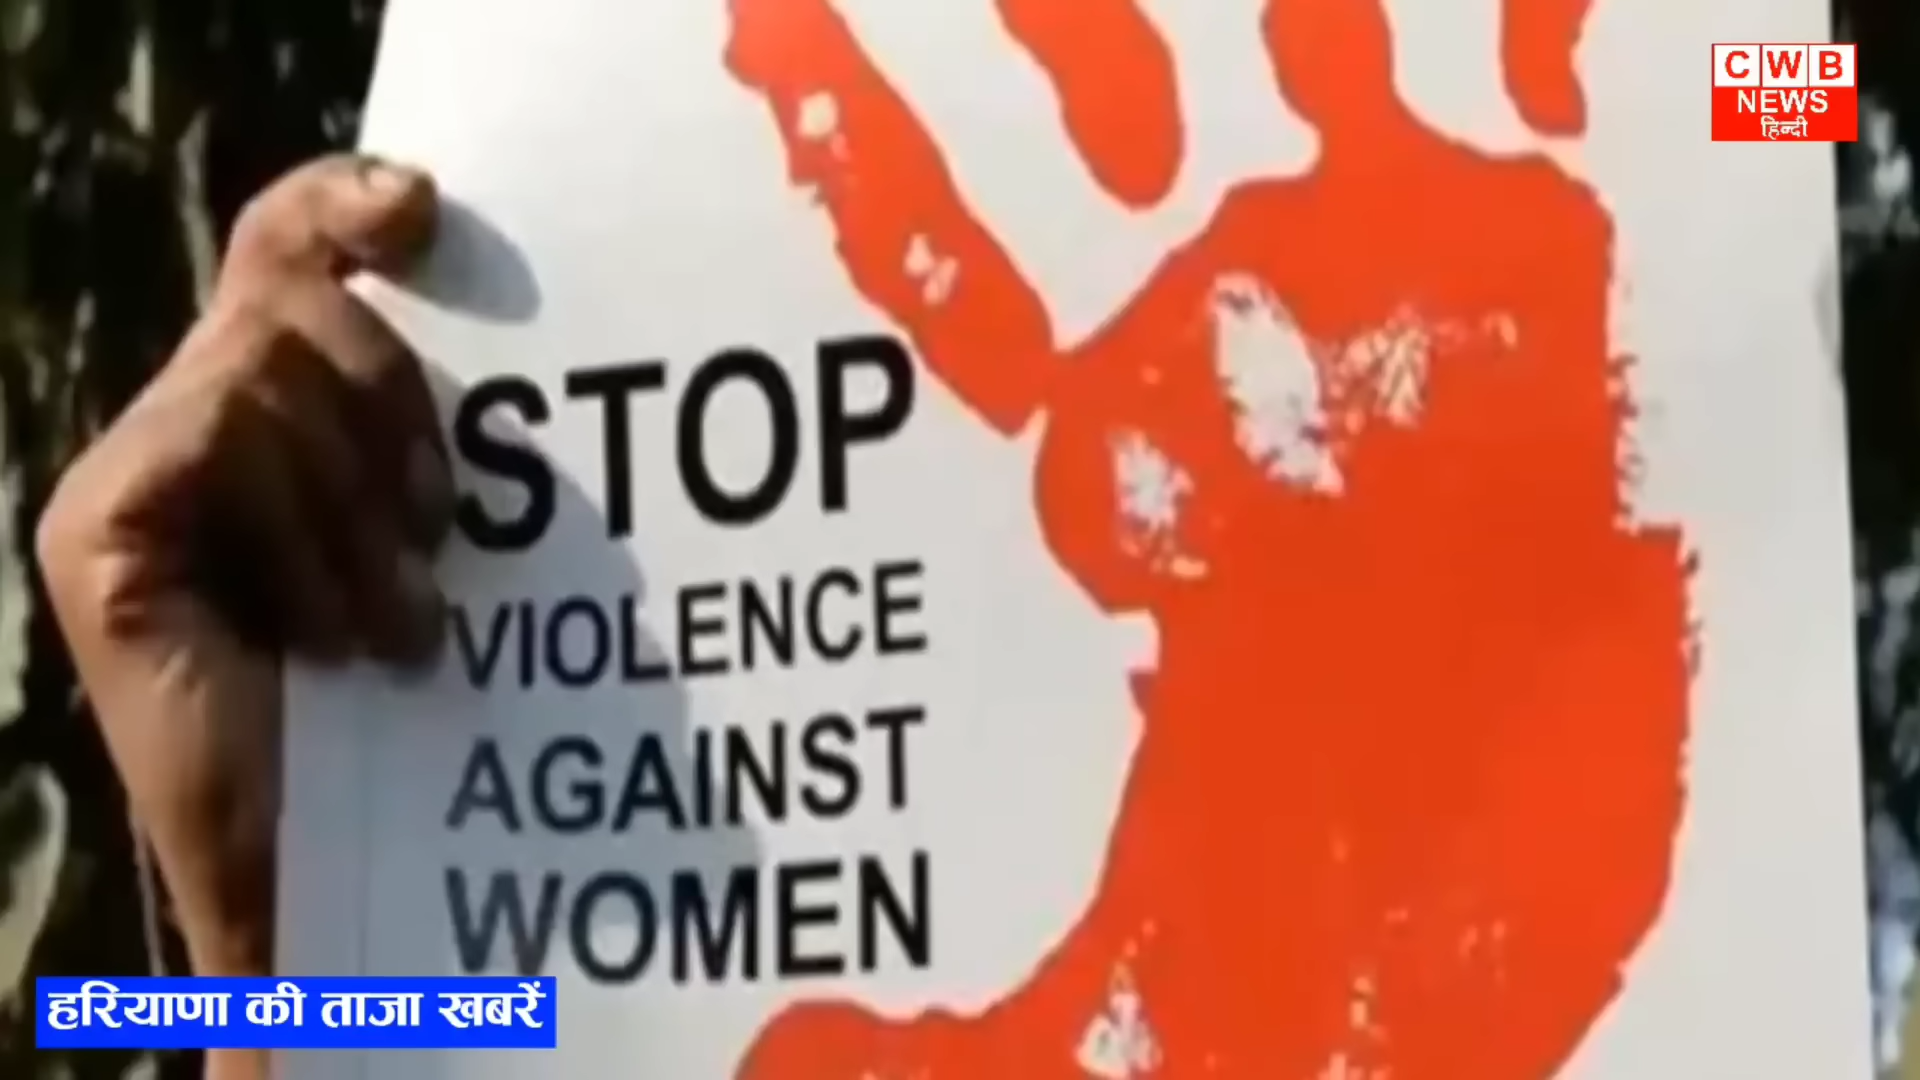 CWB
NEWS
हिन्दी
STOP
VIOLENCE
AGAINST
WOMEN
हरियाणा की ताजा खबरें